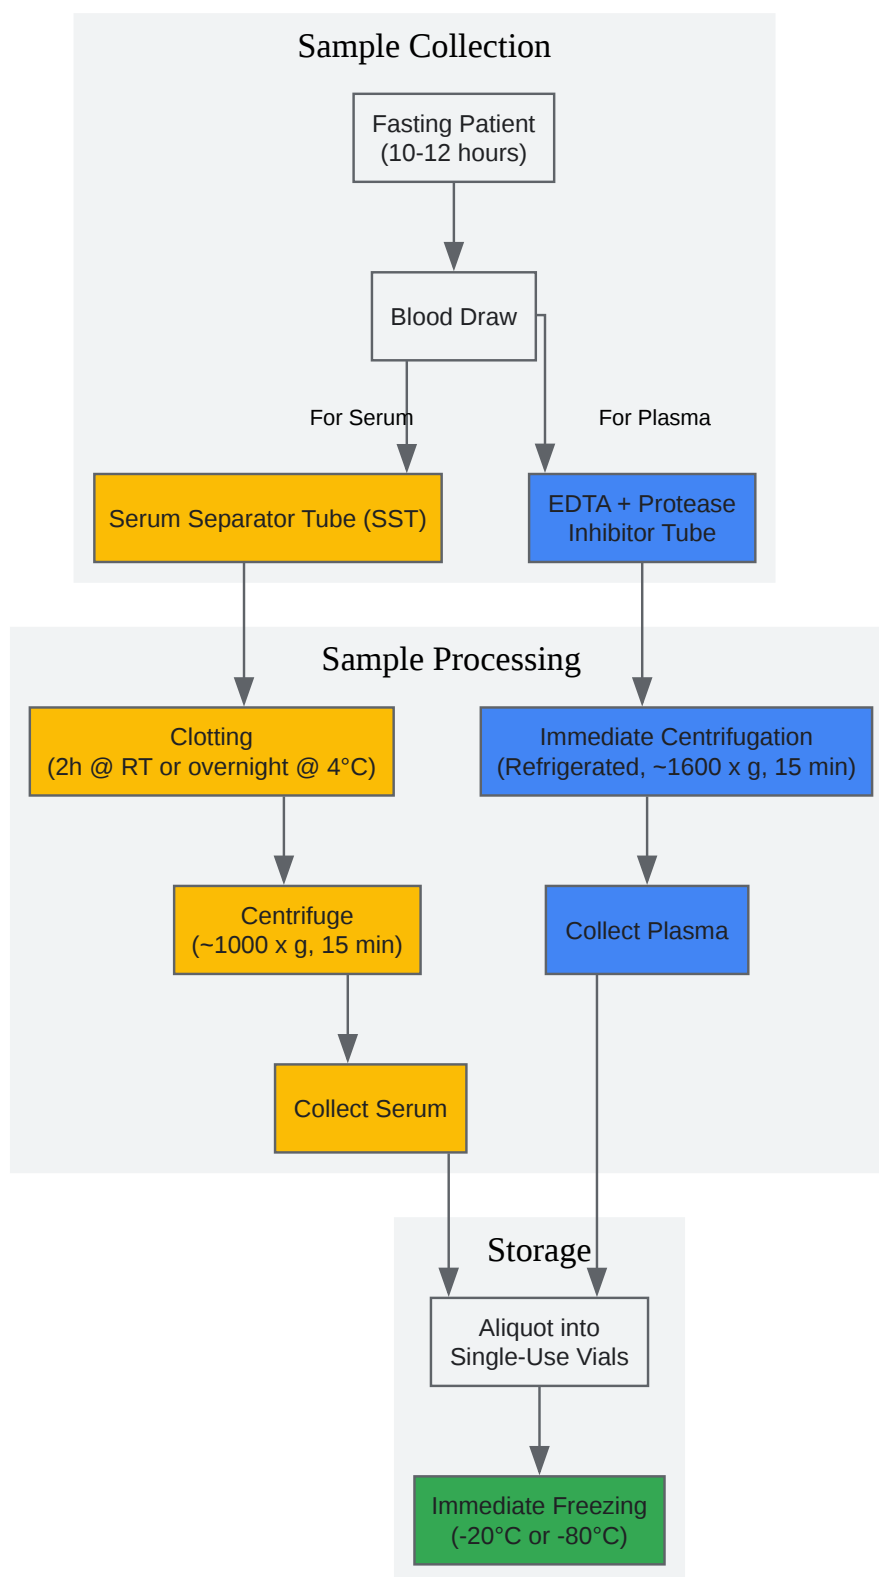 Sample Collection
Fasting Patient
(10-12 hours)
Blood Draw
For Serum
For Plasma
Serum Separator Tube (SST)
EDTA + Protease
Inhibitor Tube
Sample Processing
Clotting
(2h @ RT or overnight @ 4°C)
Immediate Centrifugation
(Refrigerated, ~1600 x g, 15 min)
Centrifuge
(~1000 x g, 15 min)
Collect Plasma
Collect Serum
Storage
Aliquot into
Single-Use Vials
Immediate Freezing
(-20°C or -80°C)